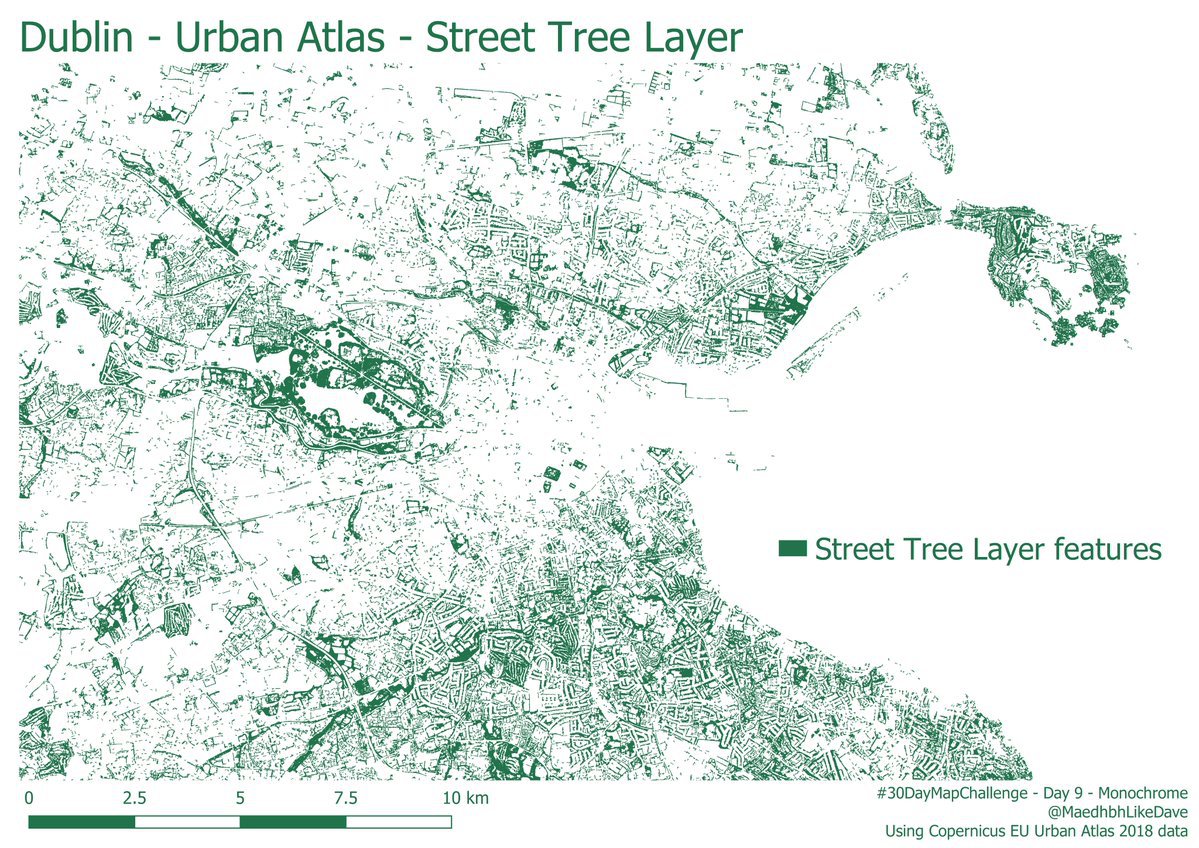 Dublin - Urban Atlas - Street Tree Layer
Street Tree Layer features
0 2.5 5 7.5 10 km
#30DayMapChallenge - Day 9 - Monochrome
@MaedhbhLikeDave
Using Copernicus EU Urban Atlas 2018 data